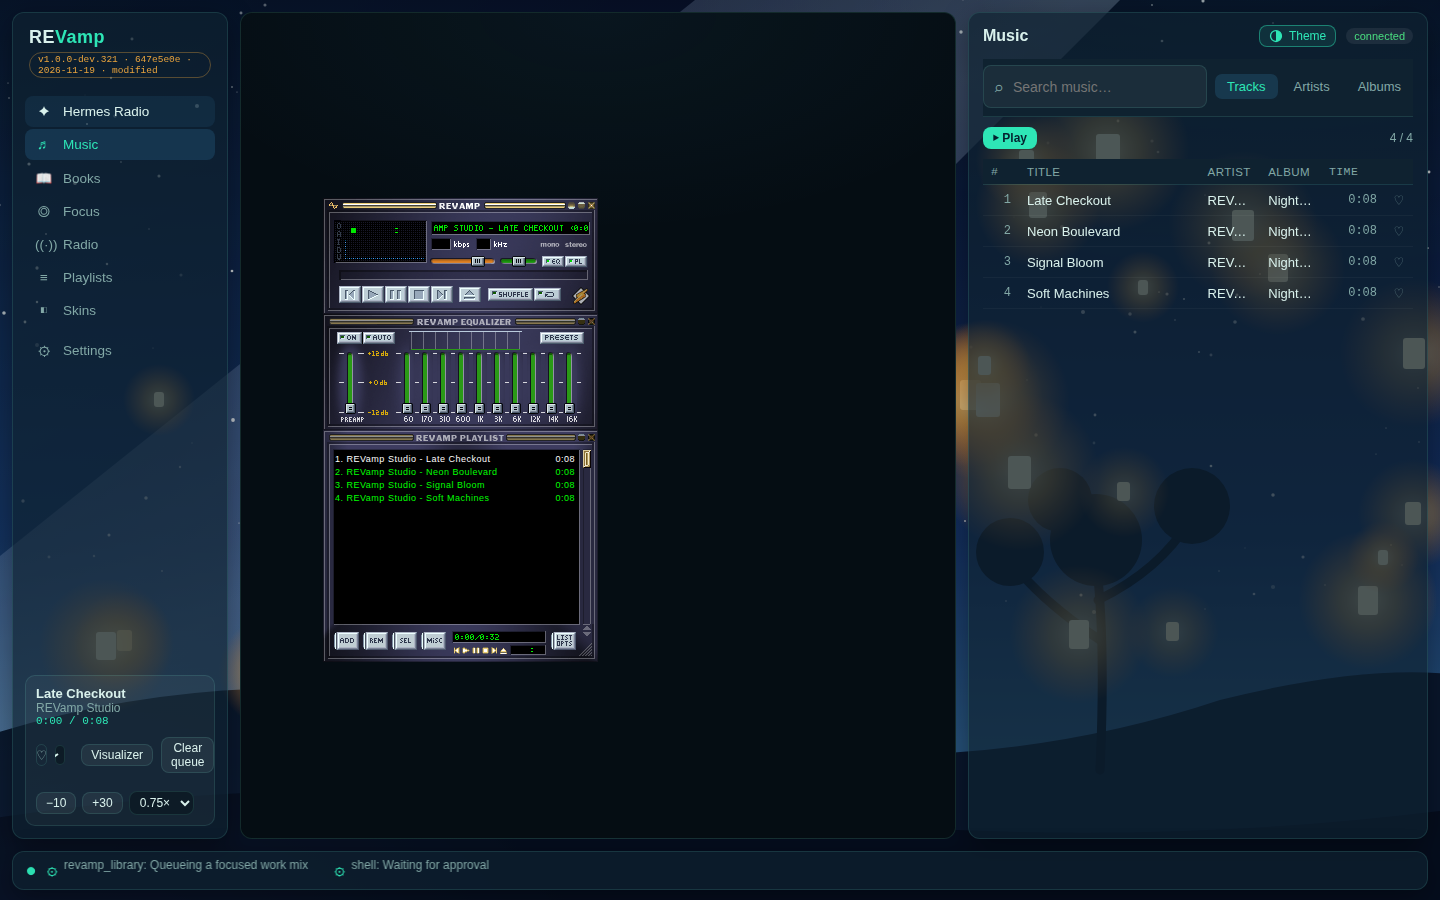 REVamp
v1.0.0-dev.321 · 647e5e0e ·
2026-11-19 · modified
Hermes Radio
Music
Books
Focus
Radio
Playlists
Skins
Settings
Late Checkout
REVamp Studio
0:00 / 0:08
Visualizer
Clear queue
−10
+30
0.75×
REVAMP
AMP STUDIO - LATE CHECKOUT (0:0
kbps
kHz
mono stereo
EQ
PL
SHUFFLE
REVAMP EQUALIZER
ON
AUTO
PRESETS
+12db
+0db
-12db
PREAMP
60 170 310 600 1K 3K 6K 12K 14K 16K
REVAMP PLAYLIST
1. REVamp Studio - Late Checkout 0:08
2. REVamp Studio - Neon Boulevard 0:08
3. REVamp Studio - Signal Bloom 0:08
4. REVamp Studio - Soft Machines 0:08
ADD
REM
SEL
MISC
0:00/0:32
LIST
OPTS
Music
Theme
connected
Search music…
Tracks
Artists
Albums
Play
4 / 4
# TITLE ARTIST ALBUM TIME
1 Late Checkout REV… Night… 0:08
2 Neon Boulevard REV… Night… 0:08
3 Signal Bloom REV… Night… 0:08
4 Soft Machines REV… Night… 0:08
revamp_library: Queueing a focused work mix
shell: Waiting for approval